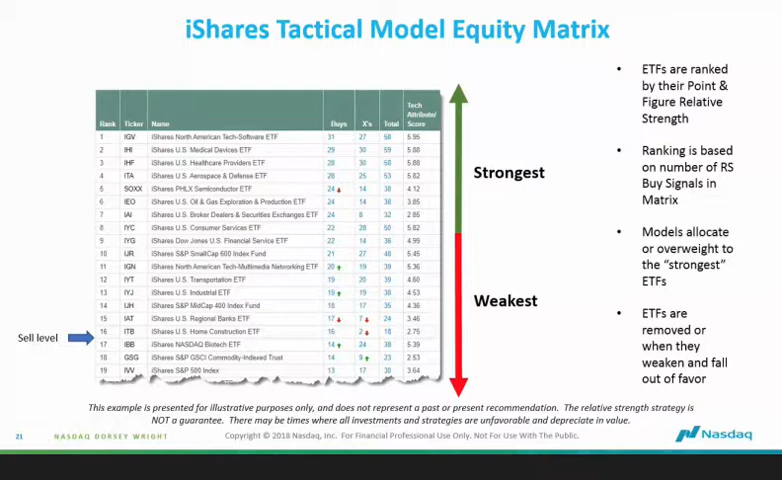 iShares Tactical Model Equity Matrix
Rank Ticker Name Buys X's Total Tech Attribute/ Score
1 IGV iShares North American Tech-Software ETF 31 27 58 5.95
2 IHI iShares U.S. Medical Devices ETF 29 30 59 5.88
3 IHF iShares U.S. Healthcare Providers ETF 28 30 58 5.88
4 ITA iShares U.S. Aerospace & Defense ETF 28 25 53 5.82
5 SOXX iShares PHLX Semiconductor ETF 24 14 38 4.12
6 IEO iShares U.S. Oil & Gas Exploration & Production ETF 24 14 38 3.85
7 IAI iShares U.S. Broker Dealers & Securities Exchanges ETF 24 8 32 2.85
8 IYC iShares U.S. Consumer Services ETF 22 28 50 5.82
9 IYG iShares Dow Jones U.S. Financial Service ETF 22 14 36 4.99
10 IJR iShares S&P SmallCap 600 Index Fund 21 27 48 5.45
11 IGN iShares North American Tech-Multimedia Networking ETF 20 19 39 5.36
12 IYT iShares U.S. Transportation ETF 19 20 39 4.60
13 IYJ iShares U.S. Industrial ETF 19 19 38 4.53
14 IJH iShares S&P MidCap 400 Index Fund 18 17 35 4.36
15 IAT iShares U.S. Regional Banks ETF 17 7 24 3.46
16 ITB iShares U.S. Home Construction ETF 16 2 18 2.75
17 IBB iShares NASDAQ Biotech ETF 14 24 38 5.39
18 GSG iShares S&P GSCI Commodity-Indexed Trust 14 9 23 2.53
19 IVV iShares S&P 500 Index 13 17 30 3.64
Sell level
Strongest
Weakest
• ETFs are ranked
by their Point &
Figure Relative
Strength
• Ranking is based
on number of RS
Buy Signals in
Matrix
• Models allocate
or overweight to
the “strongest”
ETFs
• ETFs are
removed or
when they
weaken and fall
out of favor
This example is presented for illustrative purposes only, and does not represent a past or present recommendation. The relative strength strategy is
NOT a guarantee. There may be times where all investments and strategies are unfavorable and depreciate in value.
21 NASDAQ DORSEY WRIGHT Copyright © 2018 Nasdaq, Inc. For Financial Professional Use Only. Not For Use With The Public. Nasdaq